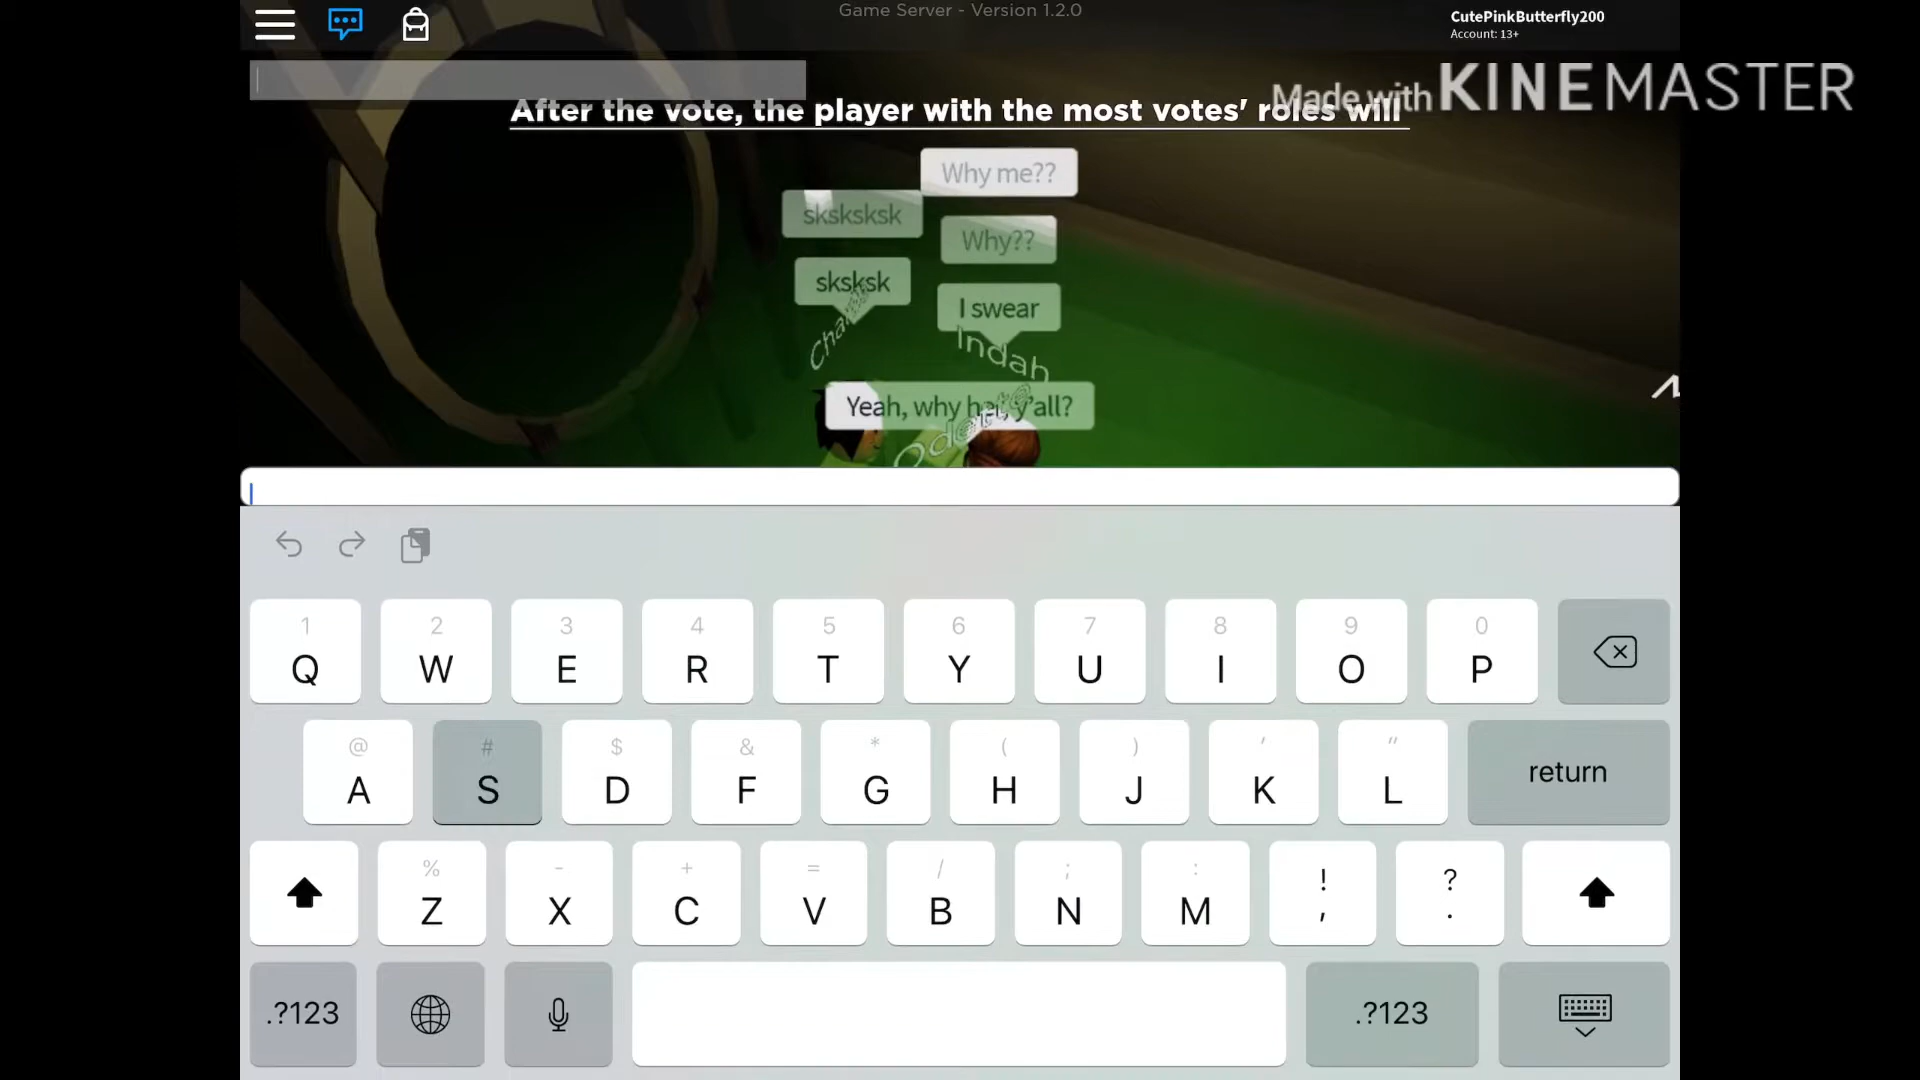 Game Server - Version 1.2.0
CutePinkButterfly200
Account: 13+
Made with KINEMASTER
After the vote, the player with the most votes' roles will
Why me??
sksksksk
Why??
sksksk
I swear
Indah
Yeah, why her, y'all?
Odette
1 2 3 4 5 6 7 8 9 0
Q W E R T Y U I O P
@ # $ & * ( ) ' "
A S D F G H J K L return
% - + = / ; : ! ?
Z X C V B N M , .
.?123 .?123